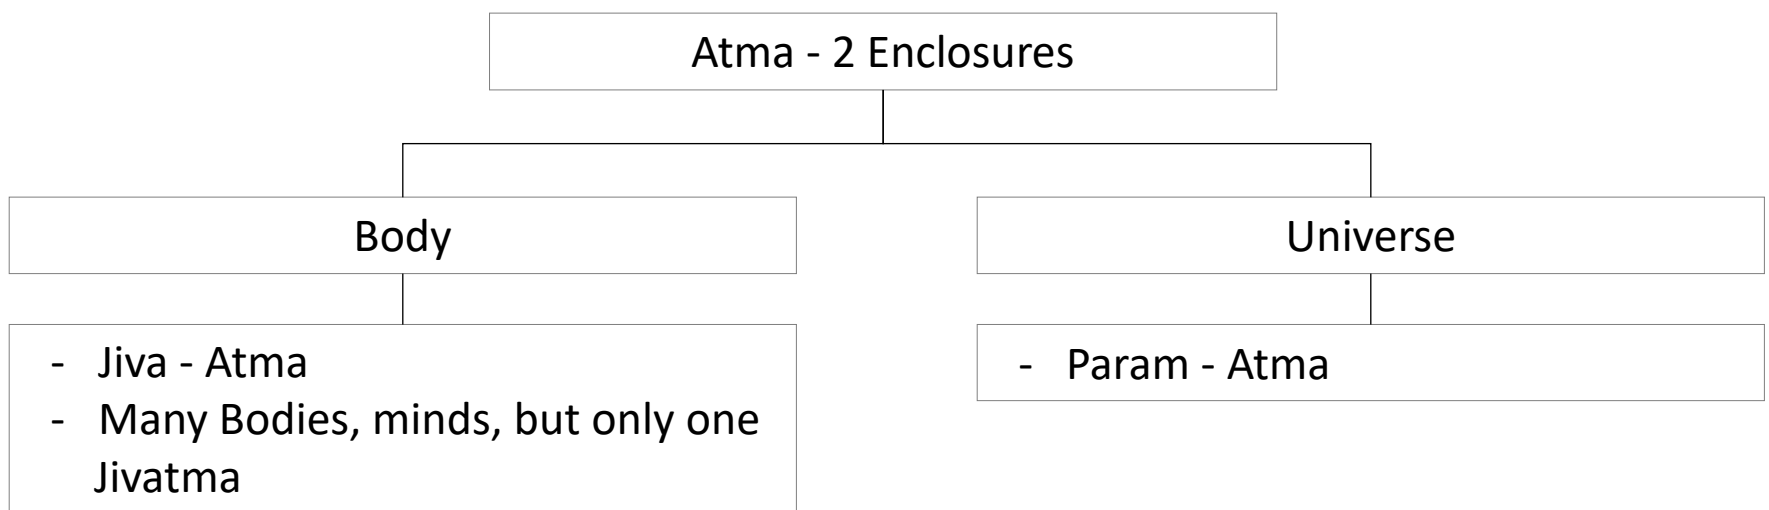 Atma - 2 Enclosures
Body
Universe
- Jiva - Atma
- Many Bodies, minds, but only one
Jivatma
- Param - Atma